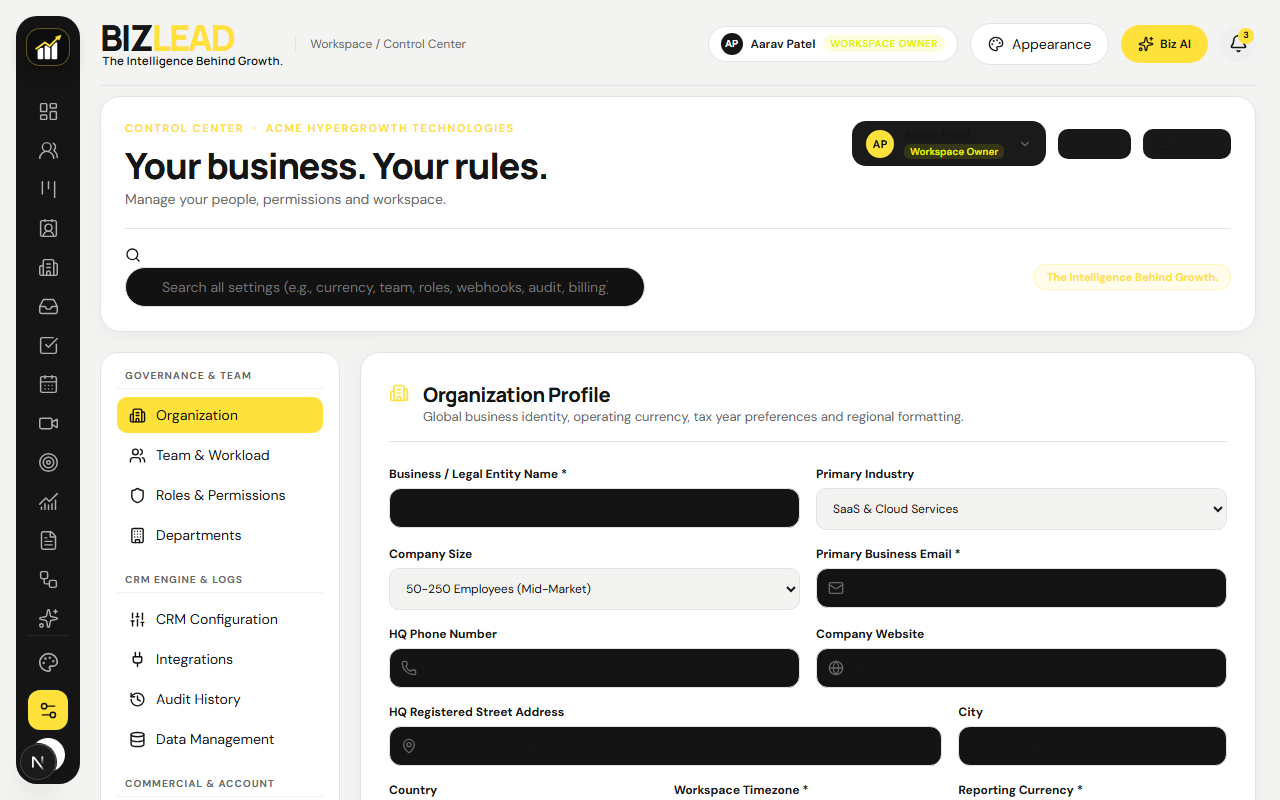 BIZLEAD
The Intelligence Behind Growth.
Workspace / Control Center
AP Aarav Patel WORKSPACE OWNER
Appearance
Biz AI
3
CONTROL CENTER · ACME HYPERGROWTH TECHNOLOGIES
Your business. Your rules.
Manage your people, permissions and workspace.
AP Aarav Patel
Workspace Owner
Search all settings (e.g., currency, team, roles, webhooks, audit, billing)
The Intelligence Behind Growth.
GOVERNANCE & TEAM
Organization
Team & Workload
Roles & Permissions
Departments
CRM ENGINE & LOGS
CRM Configuration
Integrations
Audit History
Data Management
COMMERCIAL & ACCOUNT
N
Organization Profile
Global business identity, operating currency, tax year preferences and regional formatting.
Business / Legal Entity Name *
Primary Industry
SaaS & Cloud Services
Company Size
50-250 Employees (Mid-Market)
Primary Business Email *
HQ Phone Number
Company Website
HQ Registered Street Address
City
Country
Workspace Timezone *
Reporting Currency *